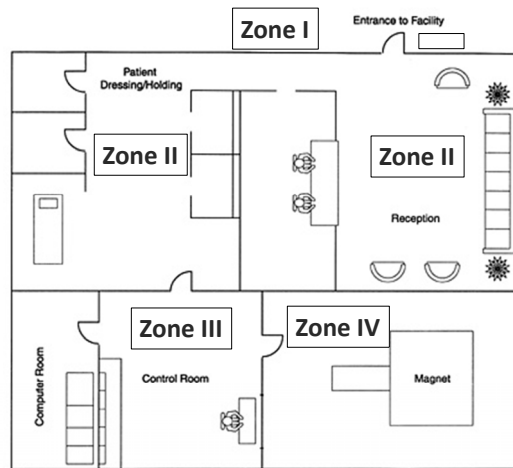 Zone I
Entrance to Facility
Patient
Dressing/Holding
Zone II
Zone II
Reception
Zone III
Zone IV
Computer Room
Control Room
Magnet